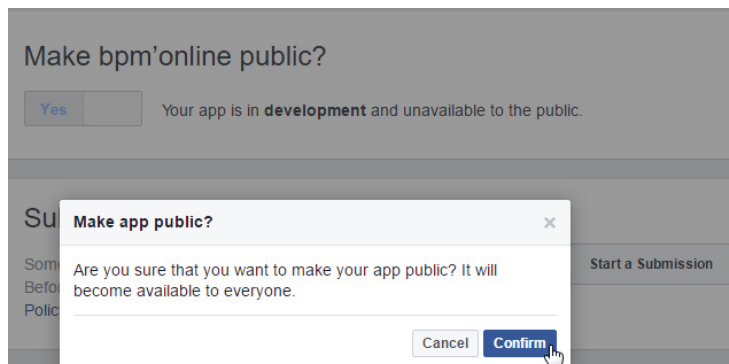 Make bpm'online public?
Yes
Your app is in development and unavailable to the public.
Make app public?
Are you sure that you want to make your app public? It will
become available to everyone.
Start a Submission
Cancel
Confirm